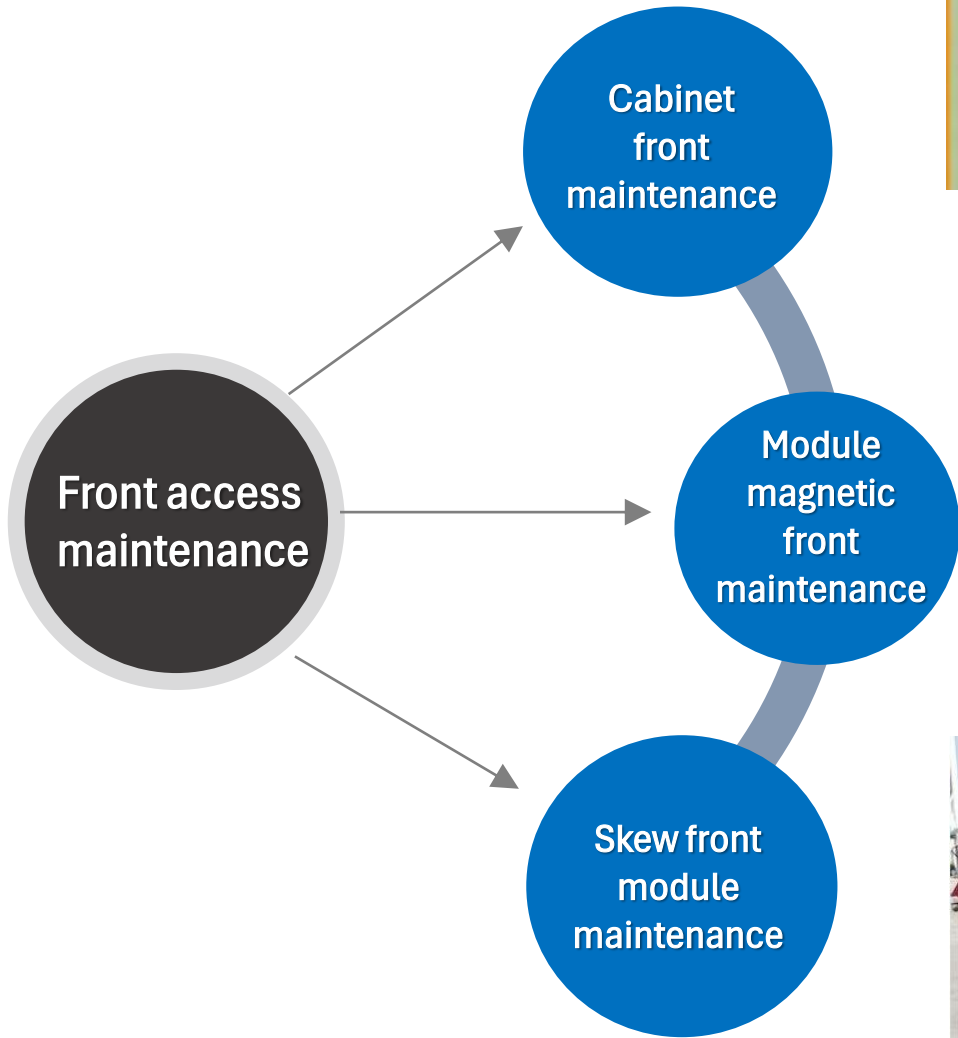 Cabinet
front
maintenance
Front access
maintenance
Module
magnetic
front
maintenance
Skew front
module
maintenance